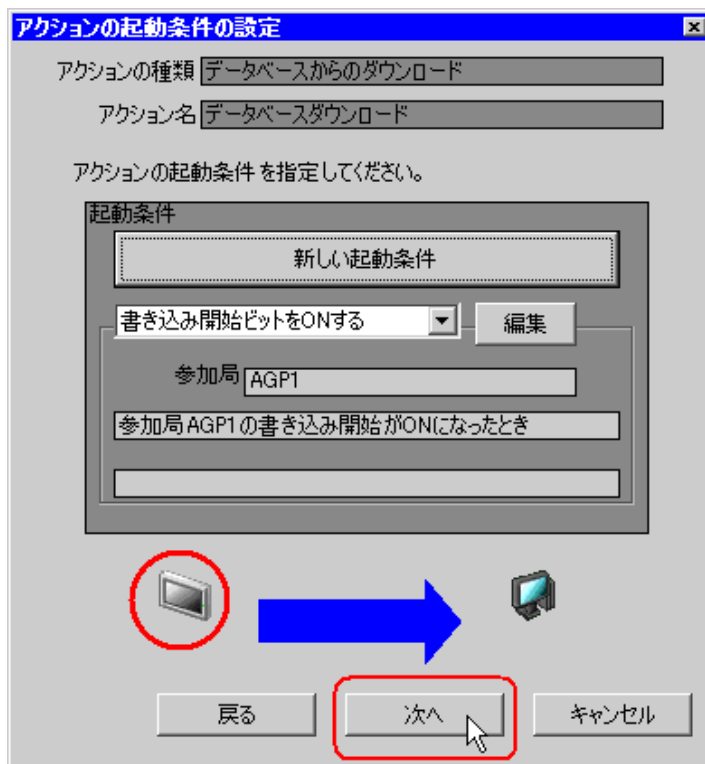 アクションの起動条件の設定
アクションの種類 データベースからのダウンロード
アクション名 データベースダウンロード
アクションの起動条件 を指定してください。
起動条件
新しい起動条件
書き込み開始ビットをONする 編集
参加局 AGP1
参加局 AGP1 の書き込み開始がONになったとき
戻る 次へ キャンセル